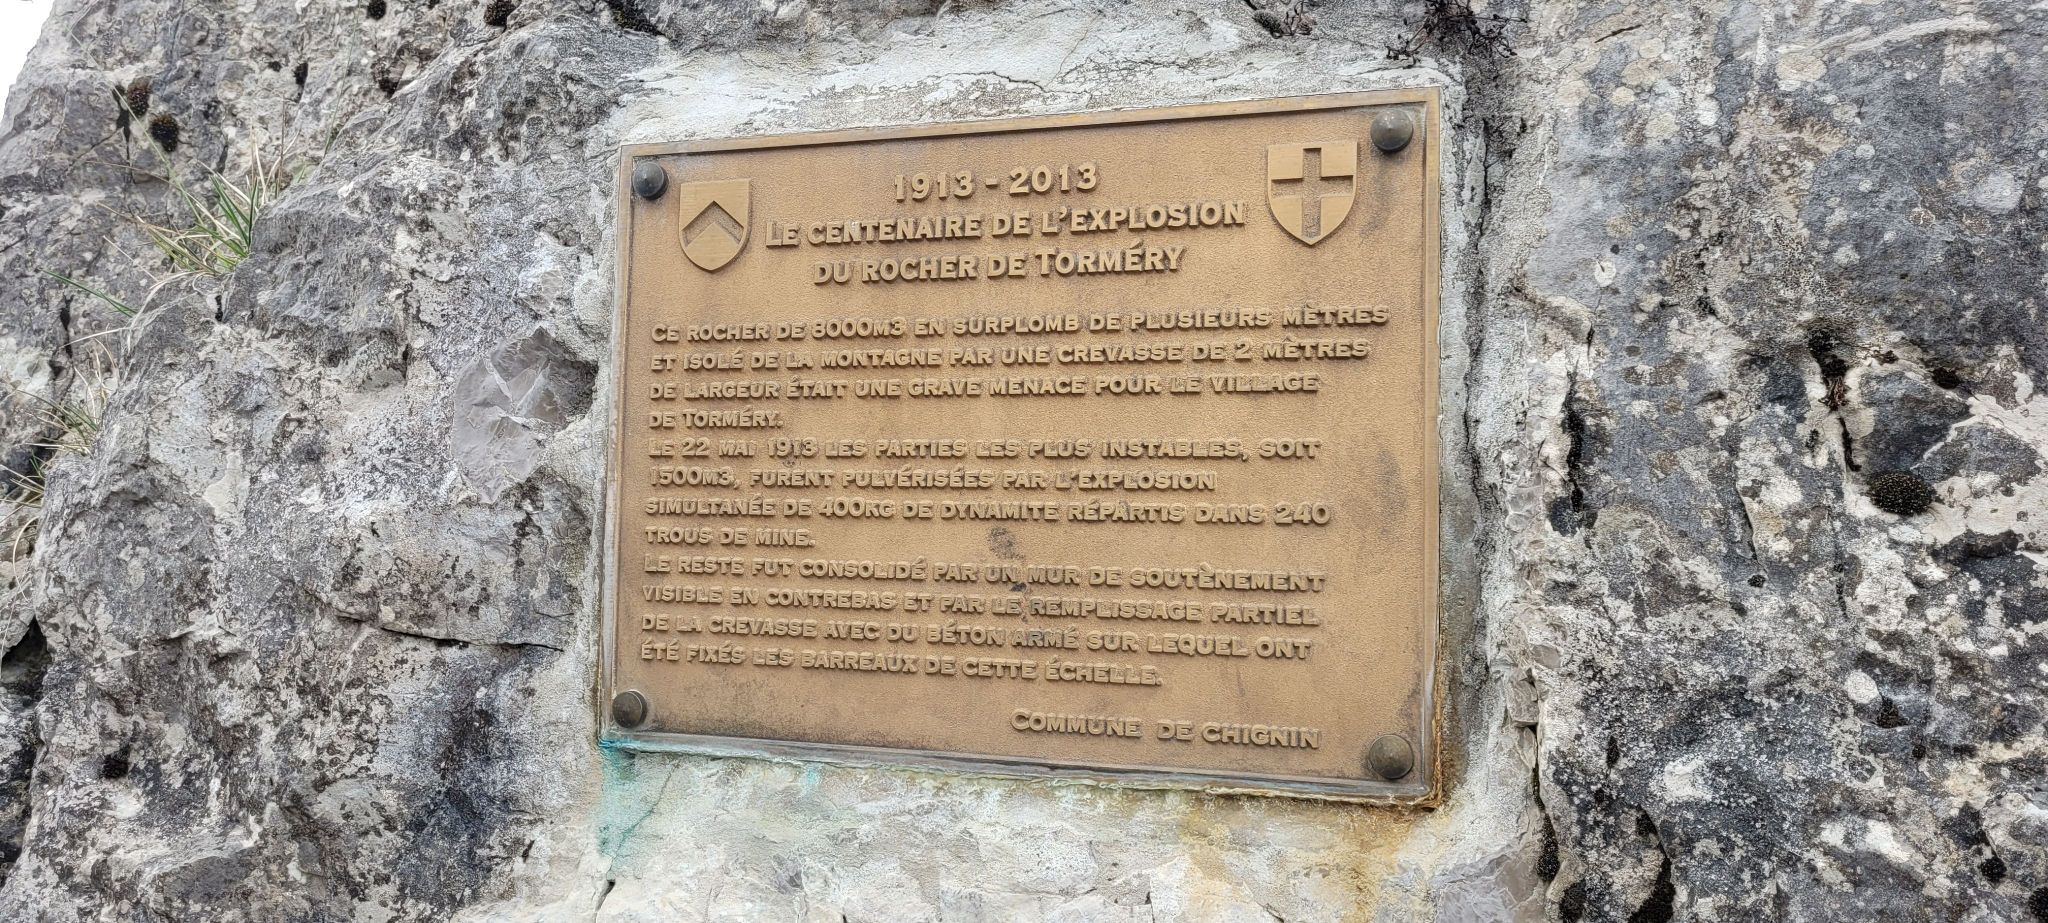 1913 - 2013
LE CENTENAIRE DE L'EXPLOSION
DU ROCHER DE TORMÉRY
CE ROCHER DE 8000M3 EN SURPLOMB DE PLUSIEURS MÈTRES
ET ISOLÉ DE LA MONTAGNE PAR UNE CREVASSE DE 2 MÈTRES
DE LARGEUR ÉTAIT UNE GRAVE MENACE POUR LE VILLAGE
DE TORMÉRY.
LE 22 MAI 1913 LES PARTIES LES PLUS INSTABLES, SOIT
1500M3, FURENT PULVÉRISÉES PAR L'EXPLOSION
SIMULTANÉE DE 400KG DE DYNAMITE RÉPARTIS DANS 240
TROUS DE MINE.
LE RESTE FUT CONSOLIDÉ PAR UN MUR DE SOUTÈNEMENT
VISIBLE EN CONTREBAS ET PAR LE REMPLISSAGE PARTIEL
DE LA CREVASSE AVEC DU BÉTON ARMÉ SUR LEQUEL ONT
ÉTÉ FIXÉS LES BARREAUX DE CETTE ÉCHELLE.
COMMUNE DE CHIGNIN